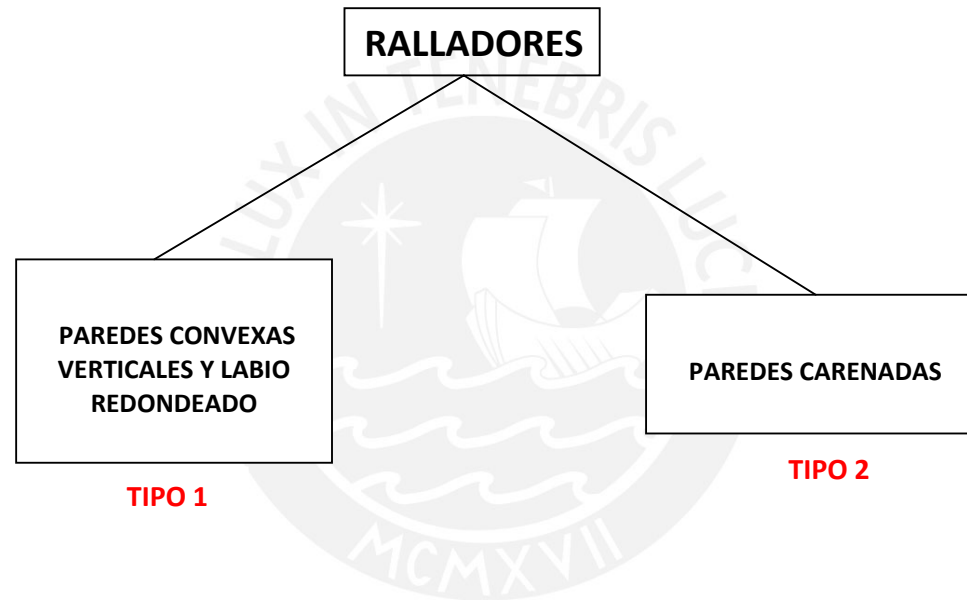 RALLADORES
LUX IN TENEBRIS LUCET
PAREDES CONVEXAS
VERTICALES Y LABIO
REDONDEADO
PAREDES CARENADAS
TIPO 1
TIPO 2
MCMXVII